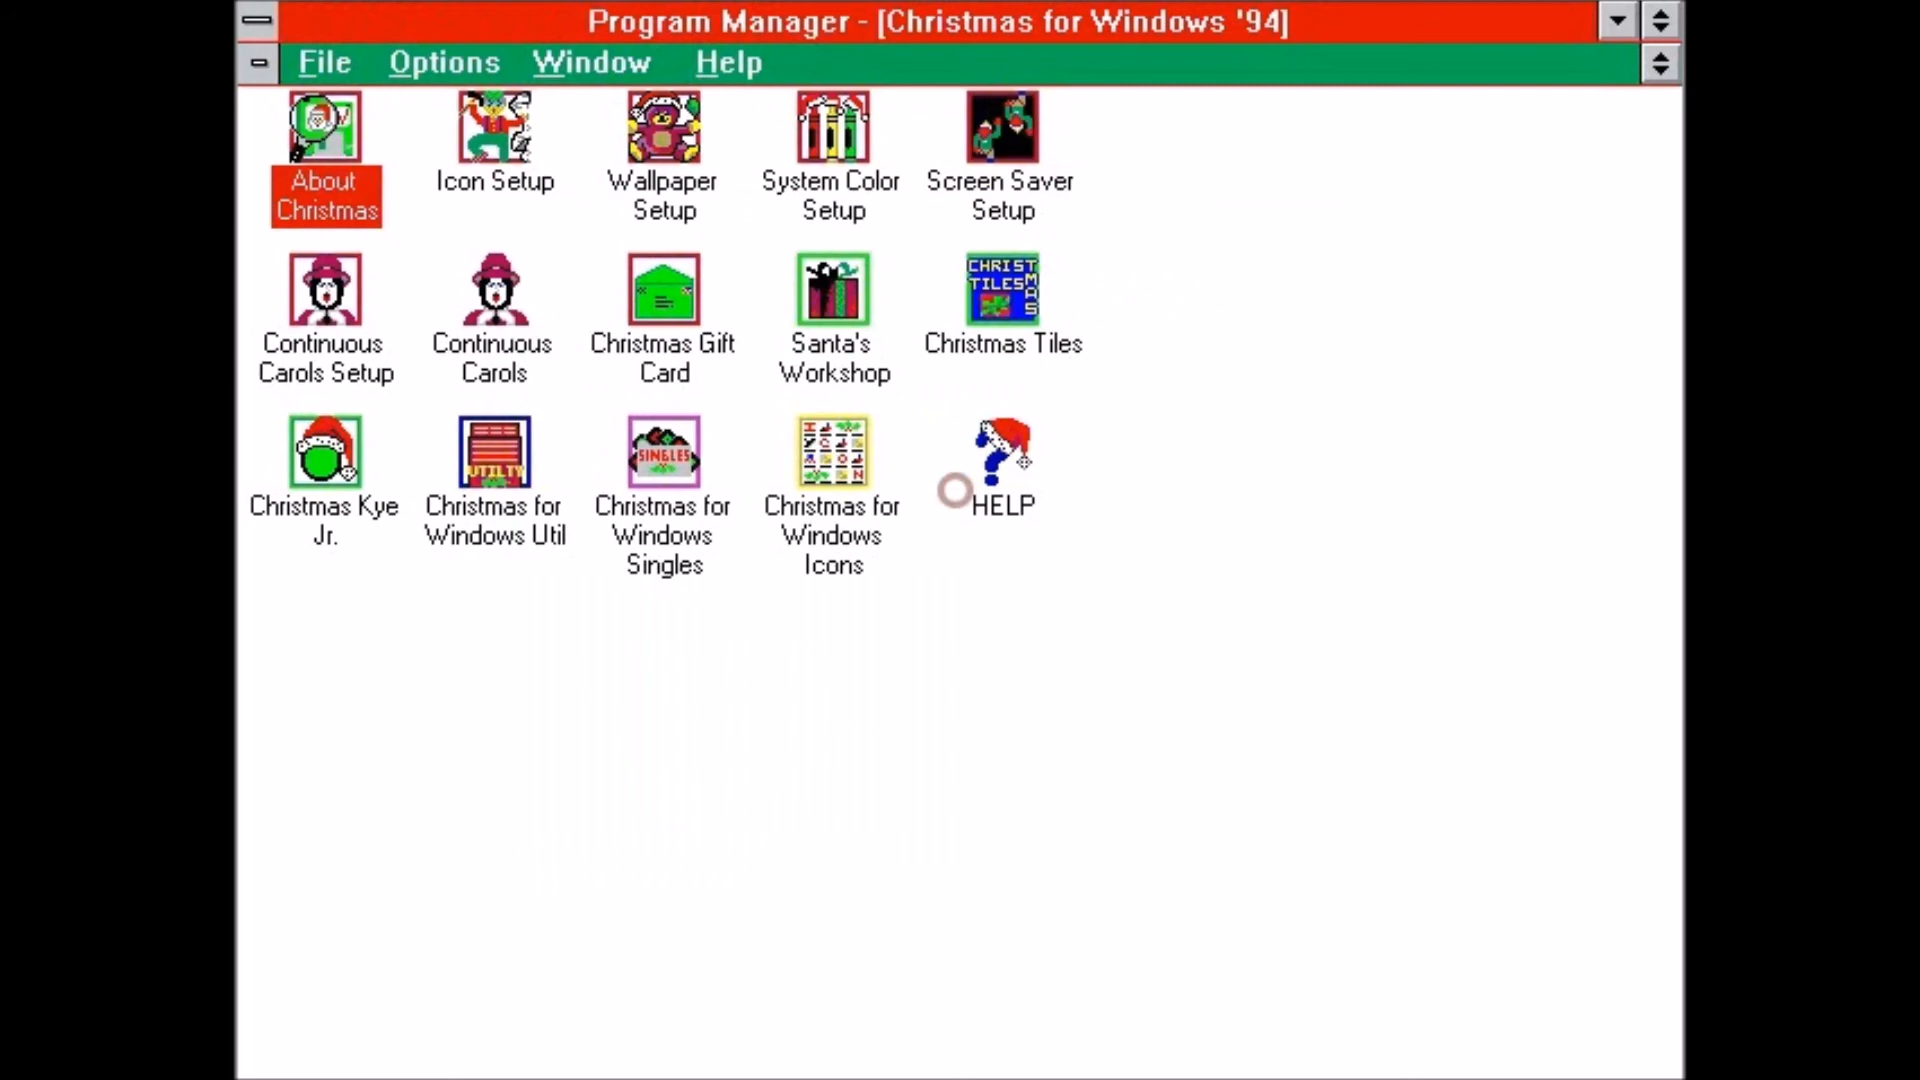 Program Manager - [Christmas for Windows '94]
File Options Window Help
About
Christmas
Icon Setup
Wallpaper
Setup
System Color
Setup
Screen Saver
Setup
Continuous
Carols Setup
Continuous
Carols
Christmas Gift
Card
Santa's
Workshop
CHRIST
TILES
MAS
Christmas Tiles
Christmas Kye
Jr.
UTILTY
Christmas for
Windows Util
SINGLES
Christmas for
Windows
Singles
Christmas for
Windows
Icons
HELP